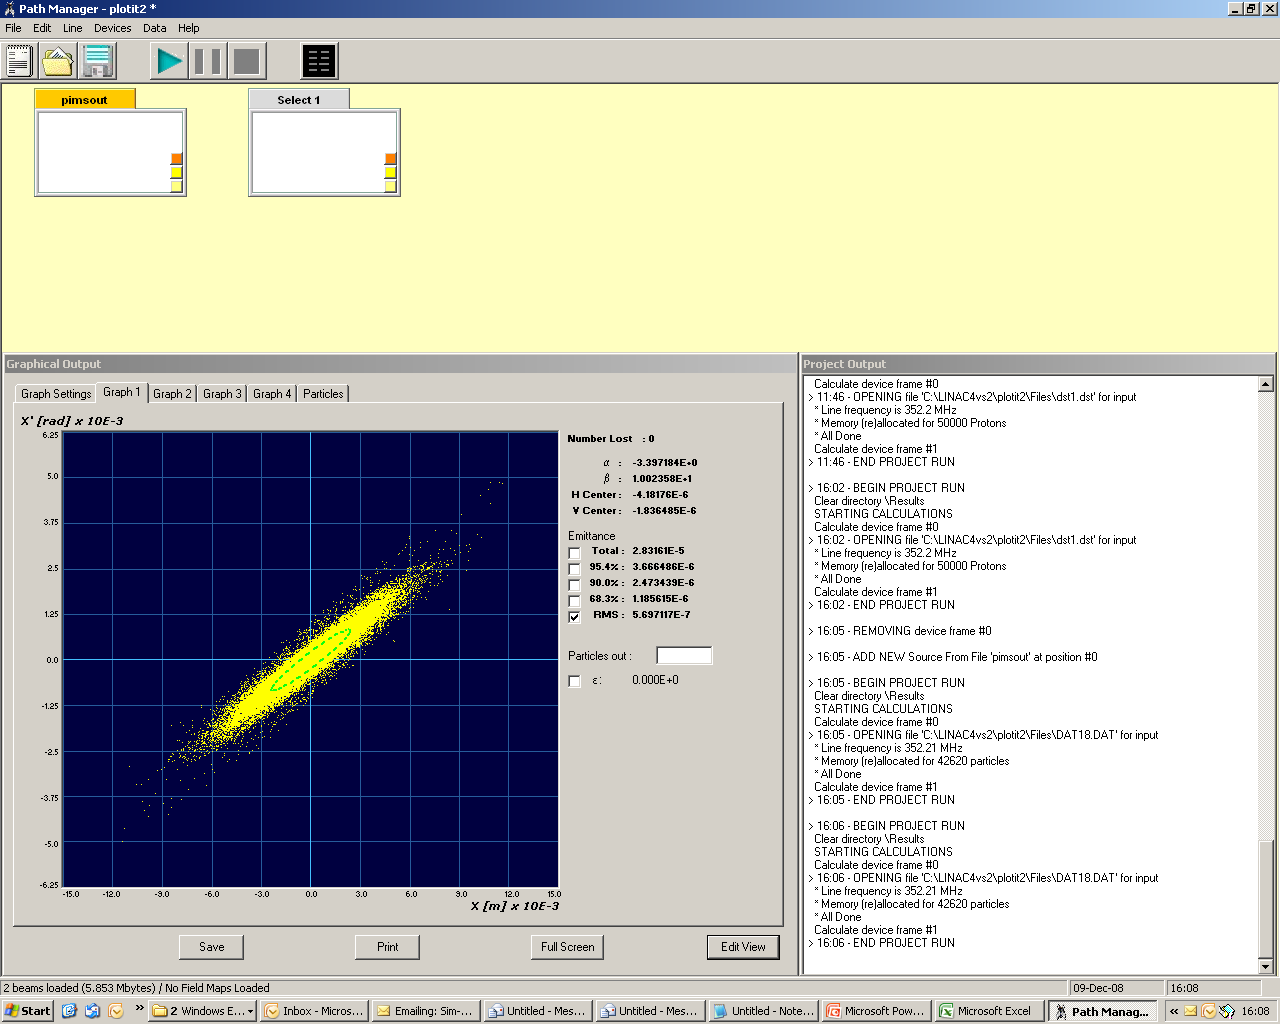 Path Manager - plotit2 *
File Edit Line Devices Data Help
pimsout
Select 1
Graphical Output
Graph Settings Graph 1 Graph 2 Graph 3 Graph 4 Particles
X' [rad] x 10E-3
6.25
5.0
3.75
2.5
1.25
0.0
-1.25
-2.5
-3.75
-5.0
-6.25
-15.0 -9.0 -6.0 -3.0 0.0 3.0 6.0 9.0 12.0 15.0
X [m] x 10E-3
Number Lost : 0
α : -3.397184E+0
β : 1.002358E+1
H Center : -4.18176E-6
V Center : -1.836485E-6
Emittance
Total : 2.83161E-5
95.4% : 3.666486E-6
90.0% : 2.473439E-6
68.3% : 1.185615E-6
RMS : 5.697117E-7
Particles out :
ε : 0.000E+0
Save Print Full Screen Edit View
Project Output
Calculate device frame #0
> 11:46 - OPENING file 'C:\LINAC4vs2\plotit2\Files\dst1.dst' for input
* Line frequency is 352.2 MHz
* Memory (re)allocated for 50000 Protons
* All Done
Calculate device frame #1
> 11:46 - END PROJECT RUN
> 16:02 - BEGIN PROJECT RUN
Clear directory \Results
STARTING CALCULATIONS
Calculate device frame #0
> 16:02 - OPENING file 'C:\LINAC4vs2\plotit2\Files\dst1.dst' for input
* Line frequency is 352.2 MHz
* Memory (re)allocated for 50000 Protons
* All Done
Calculate device frame #1
> 16:02 - END PROJECT RUN
> 16:05 - REMOVING device frame #0
> 16:05 - ADD NEW Source From File 'pimsout' at position #0
> 16:05 - BEGIN PROJECT RUN
Clear directory \Results
STARTING CALCULATIONS
Calculate device frame #0
> 16:05 - OPENING file 'C:\LINAC4vs2\plotit2\Files\DAT18.DAT' for input
* Line frequency is 352.21 MHz
* Memory (re)allocated for 42620 particles
* All Done
Calculate device frame #1
> 16:05 - END PROJECT RUN
> 16:06 - BEGIN PROJECT RUN
Clear directory \Results
STARTING CALCULATIONS
Calculate device frame #0
> 16:06 - OPENING file 'C:\LINAC4vs2\plotit2\Files\DAT18.DAT' for input
* Line frequency is 352.21 MHz
* Memory (re)allocated for 42620 particles
* All Done
Calculate device frame #1
> 16:06 - END PROJECT RUN
2 beams loaded (5.853 Mbytes) / No Field Maps Loaded 09-Dec-08 16:08
Start » 2 Windows E... Inbox - Micros... Emailing: Sim-... Untitled - Mes... Untitled - Mes... Untitled - Note... Microsoft Pow... Microsoft Excel Path Manag... « 16:08